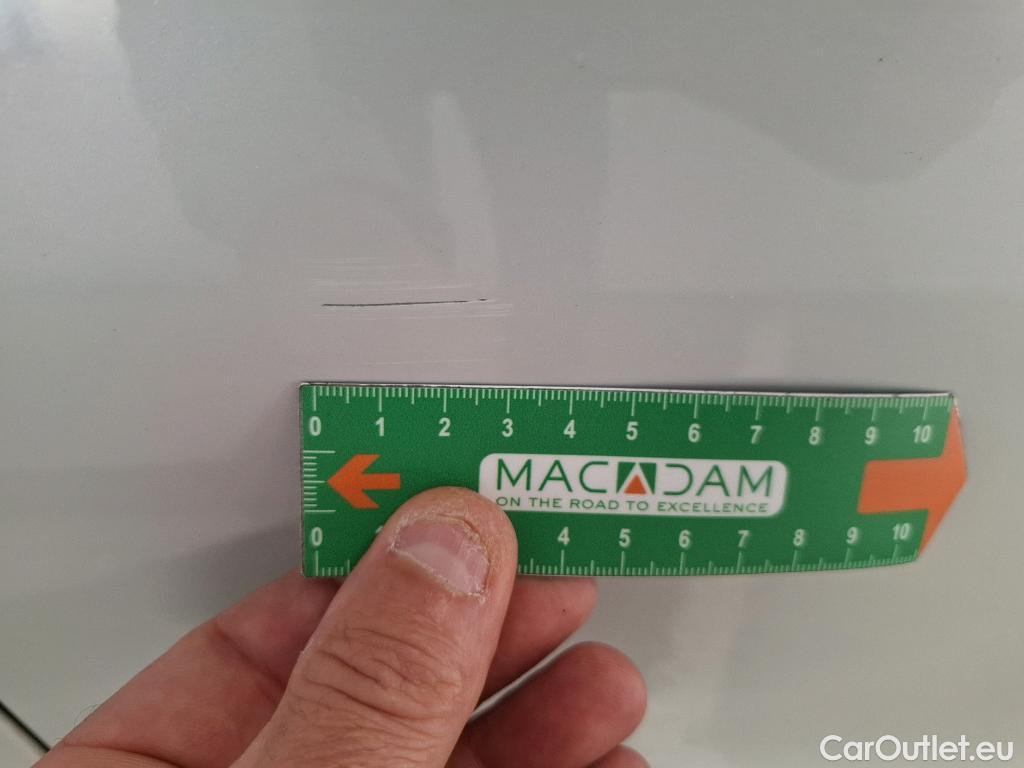 0 1 2 3 4 5 6 7 8 9 10
MACADAM
ON THE ROAD TO EXCELLENCE
0 4 5 6 7 8 9 10
CarOutlet.eu